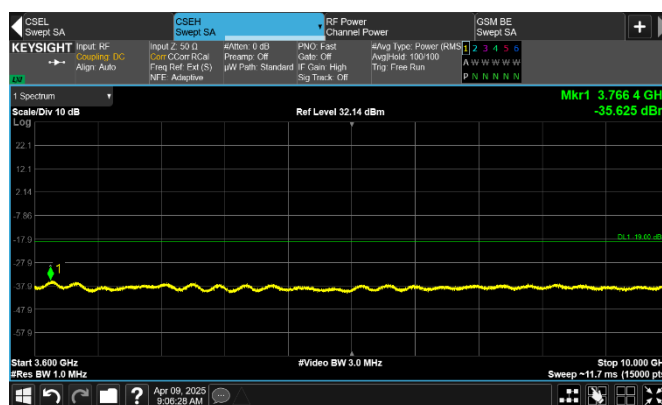 CSEL
Swept SA
CSEH
Swept SA
RF Power
Channel Power
GSM BE
Swept SA
KEYSIGHT
Input: RF
Coupling: DC
Align: Auto
Input Z: 50 Ω
Corr CCorr RCal
Freq Ref: Ext (S)
NFE: Adaptive
#Atten: 0 dB
Preamp: Off
µW Path: Standard
PNO: Fast
Gate: Off
IF Gain: High
Sig Track: Off
#Avg Type: Power (RMS
Avg|Hold: 100/100
Trig: Free Run
1 2 3 4 5 6
A W W W W W
P N N N N N
1 Spectrum
Scale/Div 10 dB
Log
Ref Level 32.14 dBm
Mkr1 3.766 4 GH
-35.625 dBr
22.1
12.1
2.14
-7.86
-17.9
-27.9
-37.9
-47.9
-57.9
DL1 -19.00 dB
1
Start 3.600 GHz
#Res BW 1.0 MHz
#Video BW 3.0 MHz
Stop 10.000 GH
Sweep ~11.7 ms (15000 pts
Apr 09, 2025
9:06:28 AM